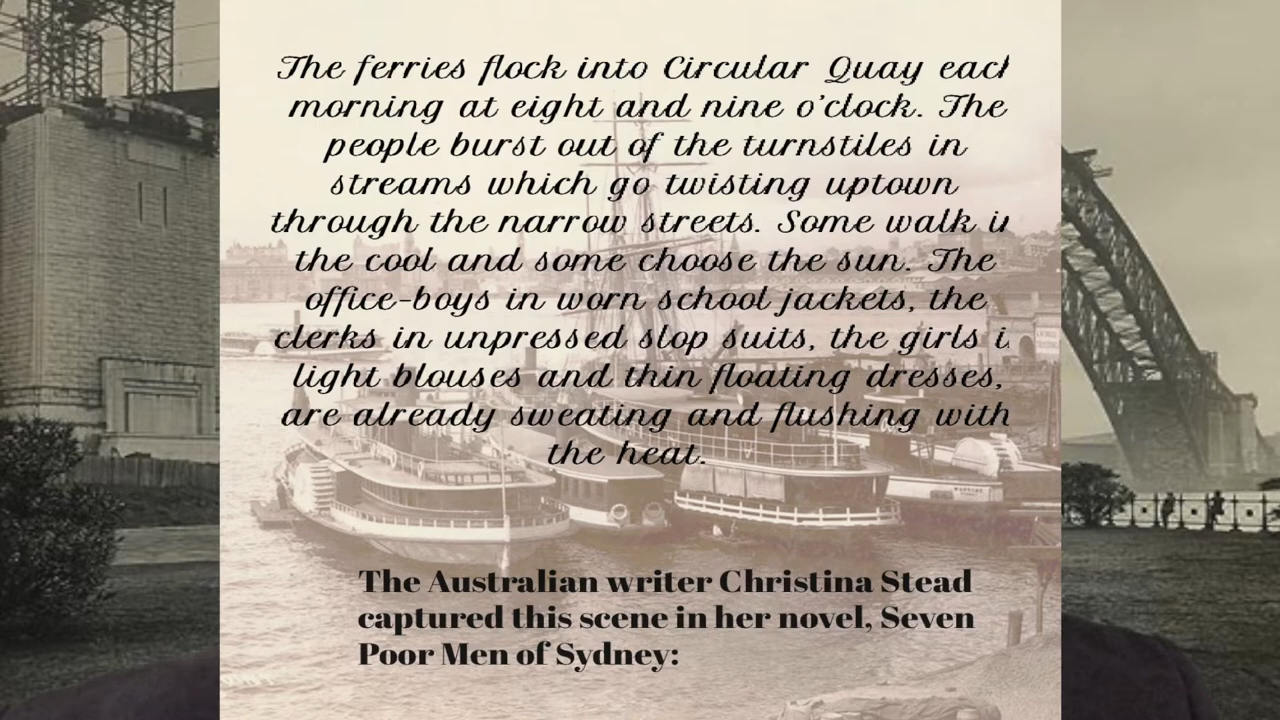 The ferries flock into Circular Quay each
morning at eight and nine o'clock. The
people burst out of the turnstiles in
streams which go twisting uptown
through the narrow streets. Some walk in
the cool and some choose the sun. The
office-boys in worn school jackets, the
clerks in unpressed slop suits, the girls i
light blouses and thin floating dresses,
are already sweating and flushing with
the heat.
The Australian writer Christina Stead
captured this scene in her novel, Seven
Poor Men of Sydney: